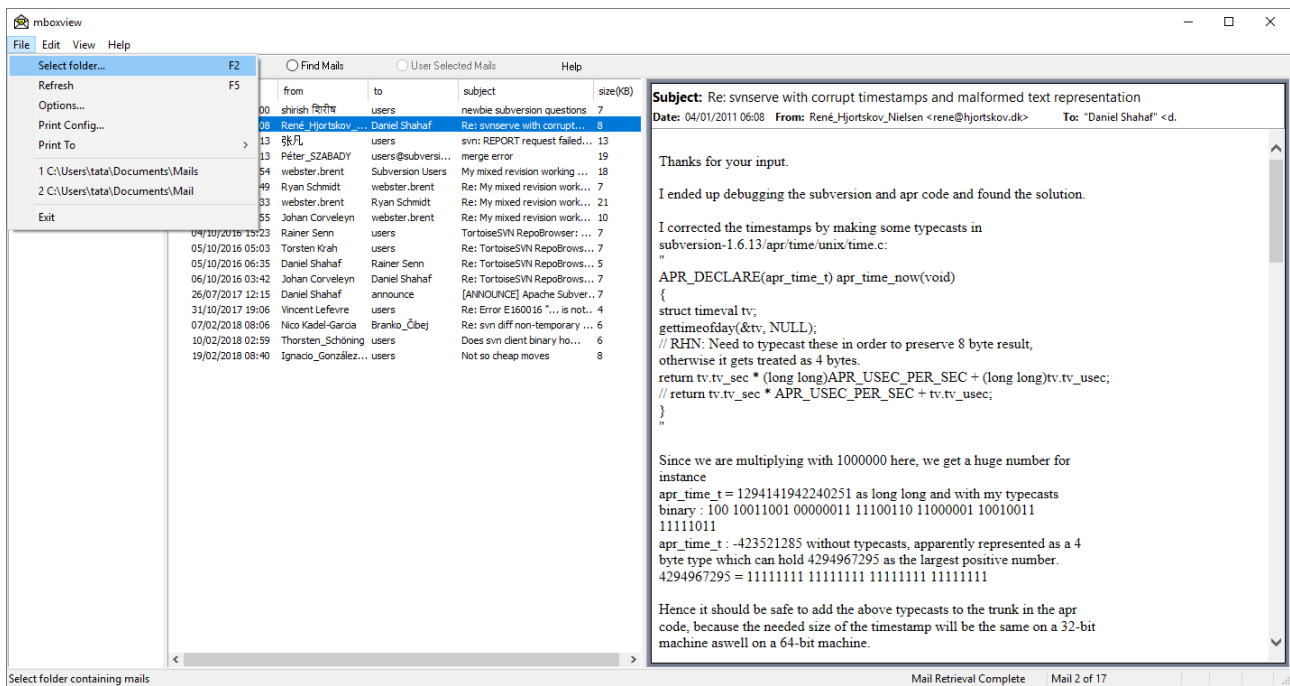 mboxview
File Edit View Help
Select folder... F2
Refresh F5
Options...
Print Config...
Print To
1 C:\Users\tata\Documents\Mails
2 C:\Users\tata\Documents\Mail
Exit
Find Mails User Selected Mails Help
from to subject size(KB)
00 shirish शिरीष users newbie subversion questions 7
08 René_Hjortskov_... Daniel Shahaf Re: svnserve with corrupt... 8
13 张凡 users svn: REPORT request failed... 13
13 Péter_SZABADY users@subversi... merge error 19
54 webster.brent Subversion Users My mixed revision working ... 18
49 Ryan Schmidt webster.brent Re: My mixed revision work... 7
33 webster.brent Ryan Schmidt Re: My mixed revision work... 21
55 Johan Corveleyn webster.brent Re: My mixed revision work... 10
04/10/2016 15:23 Rainer Senn users TortoiseSVN RepoBrowser: ... 7
05/10/2016 05:03 Torsten Krah users Re: TortoiseSVN RepoBrows... 7
05/10/2016 06:35 Daniel Shahaf Rainer Senn Re: TortoiseSVN RepoBrows... 5
06/10/2016 03:42 Johan Corveleyn Daniel Shahaf Re: TortoiseSVN RepoBrows... 7
26/07/2017 12:15 Daniel Shahaf announce [ANNOUNCE] Apache Subver... 7
31/10/2017 19:06 Vincent Lefevre users Re: Error E160016 "... is not... 4
07/02/2018 08:06 Nico Kadel-Garcia Branko_Čibej Re: svn diff non-temporary ... 6
10/02/2018 02:59 Thorsten_Schöning users Does svn client binary ho... 6
19/02/2018 08:40 Ignacio_González... users Not so cheap moves 8
Subject: Re: svnserve with corrupt timestamps and malformed text representation
Date: 04/01/2011 06:08 From: René_Hjortskov_Nielsen <rene@hjortskov.dk> To: "Daniel Shahaf" <d.
Thanks for your input.
I ended up debugging the subversion and apr code and found the solution.
I corrected the timestamps by making some typecasts in
subversion-1.6.13/apr/time/unix/time.c:
"
APR_DECLARE(apr_time_t) apr_time_now(void)
{
struct timeval tv;
gettimeofday(&tv, NULL);
// RHN: Need to typecast these in order to preserve 8 byte result,
otherwise it gets treated as 4 bytes.
return tv.tv_sec * (long long)APR_USEC_PER_SEC + (long long)tv.tv_usec;
// return tv.tv_sec * APR_USEC_PER_SEC + tv.tv_usec;
}
"
Since we are multiplying with 1000000 here, we get a huge number for
instance
apr_time_t = 1294141942240251 as long long and with my typecasts
binary : 100 10011001 00000011 11100110 11000001 10010011
11111011
apr_time_t : -423521285 without typecasts, apparently represented as a 4
byte type which can hold 4294967295 as the largest positive number.
4294967295 = 11111111 11111111 11111111 11111111
Hence it should be safe to add the above typecasts to the trunk in the apr
code, because the needed size of the timestamp will be the same on a 32-bit
machine aswell on a 64-bit machine.
Select folder containing mails Mail Retrieval Complete Mail 2 of 17